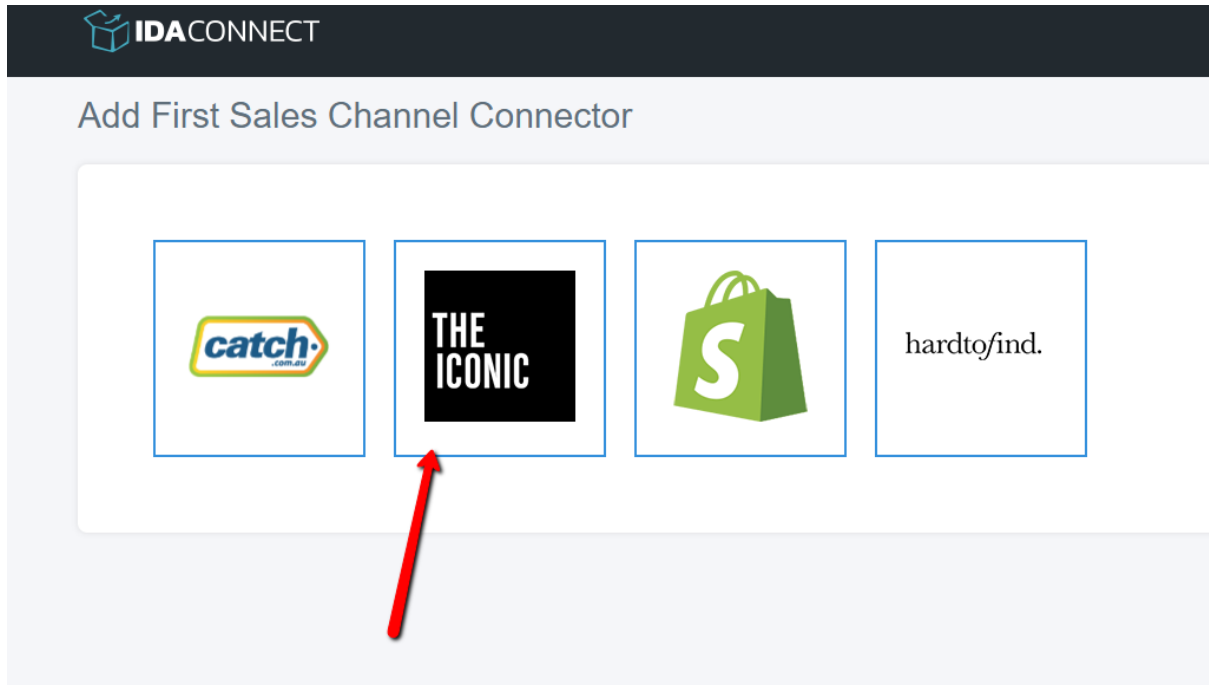 IDACONNECT
Add First Sales Channel Connector
catch
.com.au
THE
ICONIC
S
hardtofind.